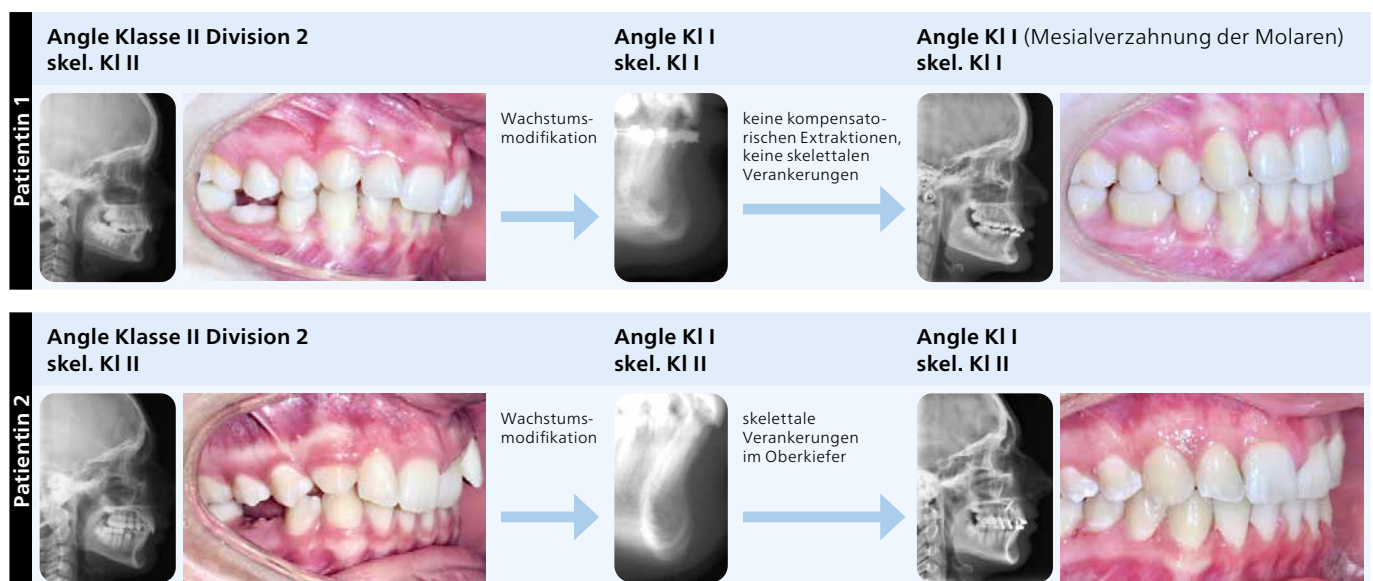 Patientin 1
Angle Klasse II Division 2
skel. Kl II
Wachstums-
modifikation
Angle Kl I
skel. Kl I
keine kompensato-
rischen Extraktionen,
keine skelettalen
Verankerungen
Angle Kl I (Mesialverzahnung der Molaren)
skel. Kl I
Patientin 2
Angle Klasse II Division 2
skel. Kl II
Wachstums-
modifikation
Angle Kl I
skel. Kl II
skelettale
Verankerungen
im Oberkiefer
Angle Kl I
skel. Kl II